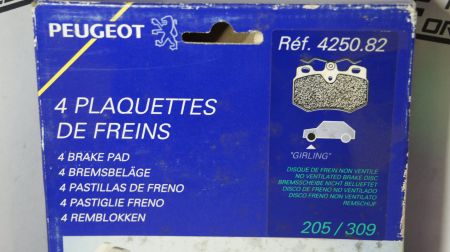 PEUGEOT
Réf. 4250.82
4 PLAQUETTES
DE FREINS
4 BRAKE PAD
4 BREMSBELÄGE
4 PASTILLAS DE FRENO
4 PASTIGLIE FRENO
4 REMBLOKKEN
"GIRLING"
DISQUE DE FREIN NON VENTILE
NO VENTILATED BRAKE DISC
BREMSSCHEIBE NICHT BELUEFTET
DISCO DE FRENO NO VENTILADO
DISCO FRENO NON VENTILATO
REMSCHIJF
205 / 309